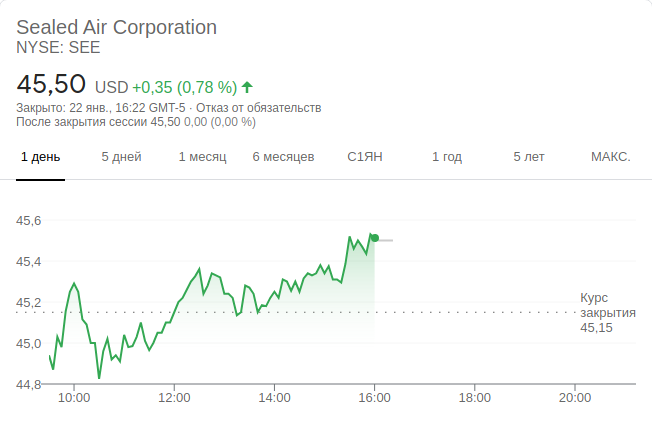 Sealed Air Corporation
NYSE: SEE
45,50 USD +0,35 (0,78 %)
Закрыто: 22 янв., 16:22 GMT-5 · Отказ от обязательств
После закрытия сессии 45,50 0,00 (0,00 %)
1 день 5 дней 1 месяц 6 месяцев С1ЯН 1 год 5 лет МАКС.
45,6
45,4
45,2
45,0
44,8
Курс
закрытия
45,15
10:00 12:00 14:00 16:00 18:00 20:00